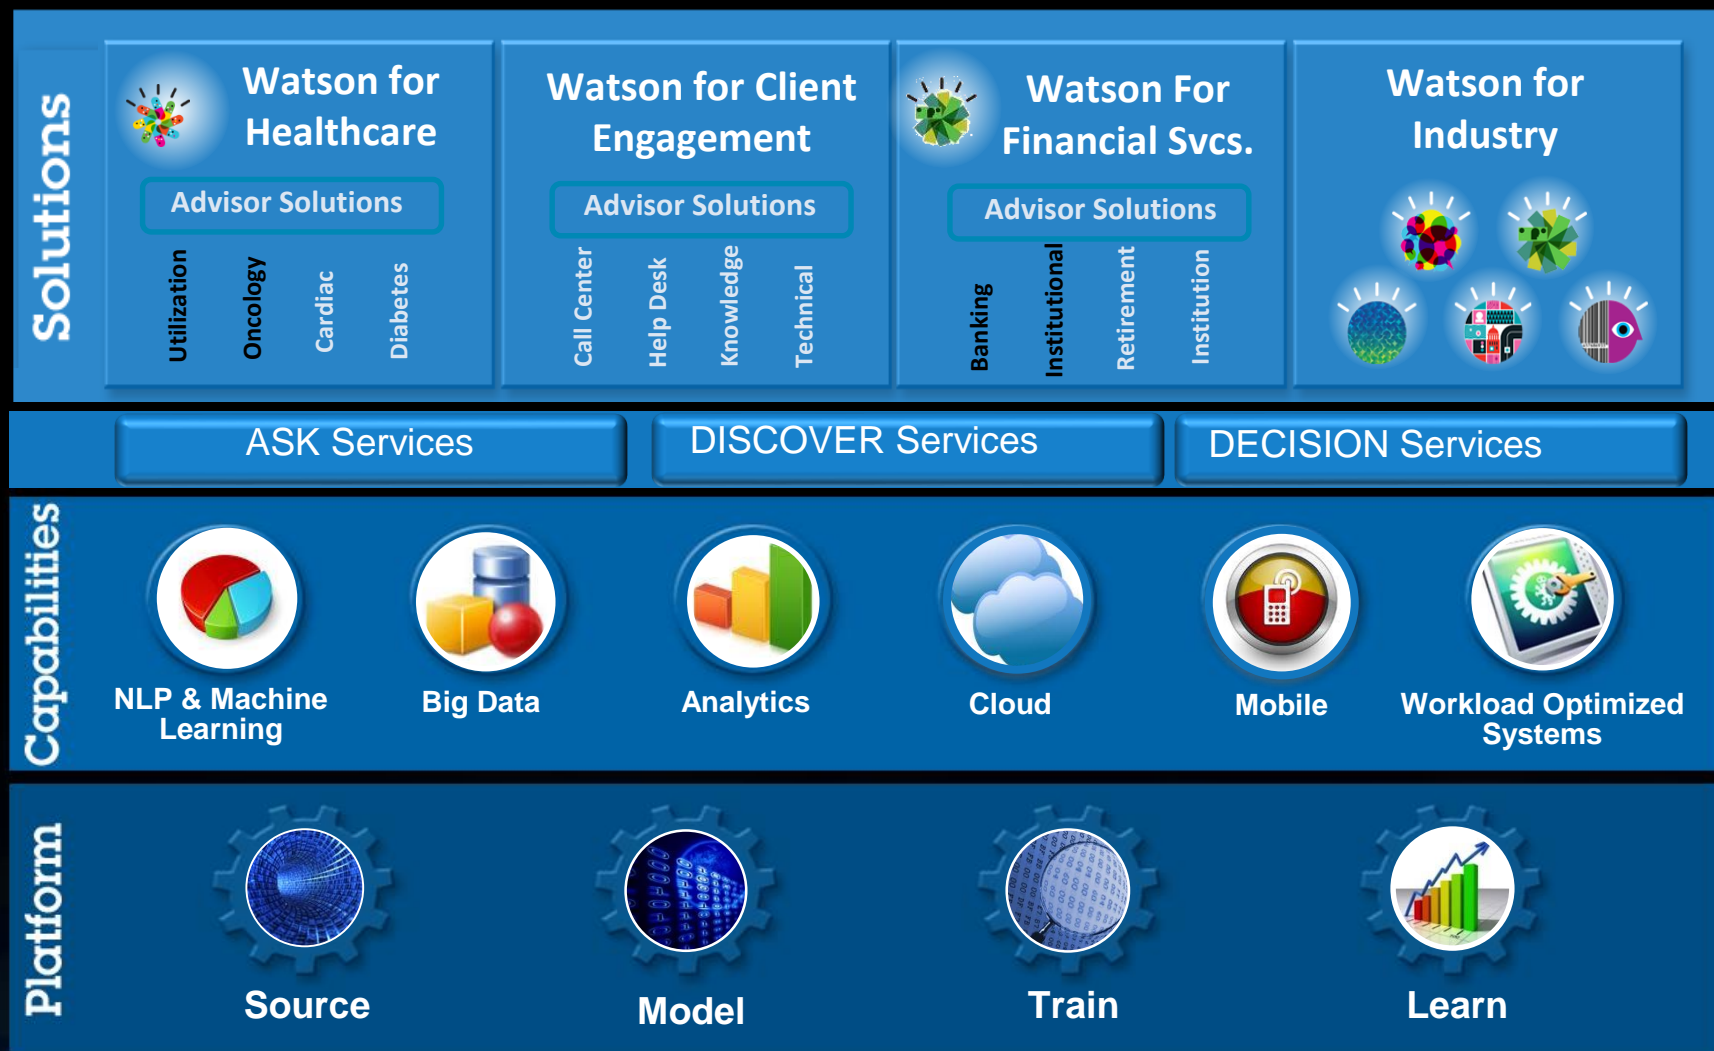 Solutions
Watson for
Healthcare
Advisor Solutions
Utilization
Oncology
Cardiac
Diabetes
Watson for Client
Engagement
Advisor Solutions
Call Center
Help Desk
Knowledge
Technical
Watson For
Financial Svcs.
Advisor Solutions
Banking
Institutional
Retirement
Institution
Watson for
Industry
ASK Services
DISCOVER Services
DECISION Services
Capabilities
NLP & Machine
Learning
Big Data
Analytics
Cloud
Mobile
Workload Optimized
Systems
Platform
Source
Model
Train
Learn